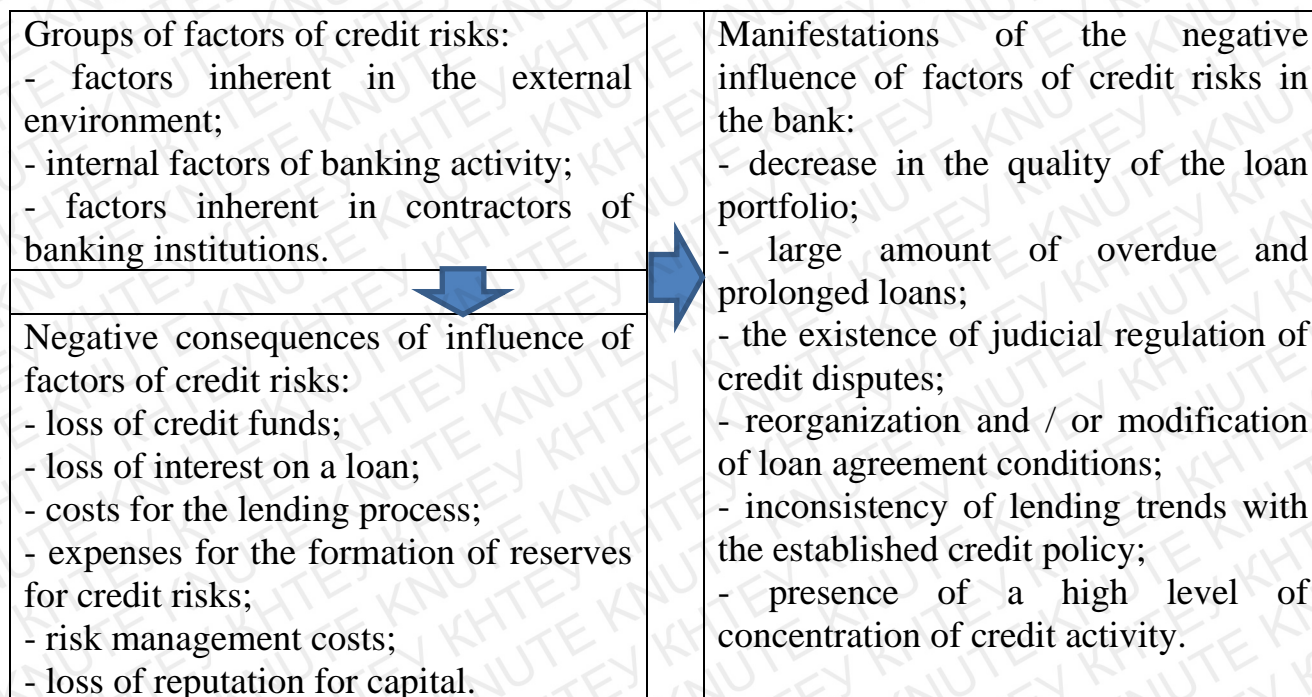 Groups of factors of credit risks:
- factors inherent in the external
environment;
- internal factors of banking activity;
- factors inherent in contractors of
banking institutions.
Negative consequences of influence of
factors of credit risks:
- loss of credit funds;
- loss of interest on a loan;
- costs for the lending process;
- expenses for the formation of reserves
for credit risks;
- risk management costs;
- loss of reputation for capital.
Manifestations of the negative
influence of factors of credit risks in
the bank:
- decrease in the quality of the loan
portfolio;
- large amount of overdue and
prolonged loans;
- the existence of judicial regulation of
credit disputes;
- reorganization and / or modification
of loan agreement conditions;
- inconsistency of lending trends with
the established credit policy;
- presence of a high level of
concentration of credit activity.